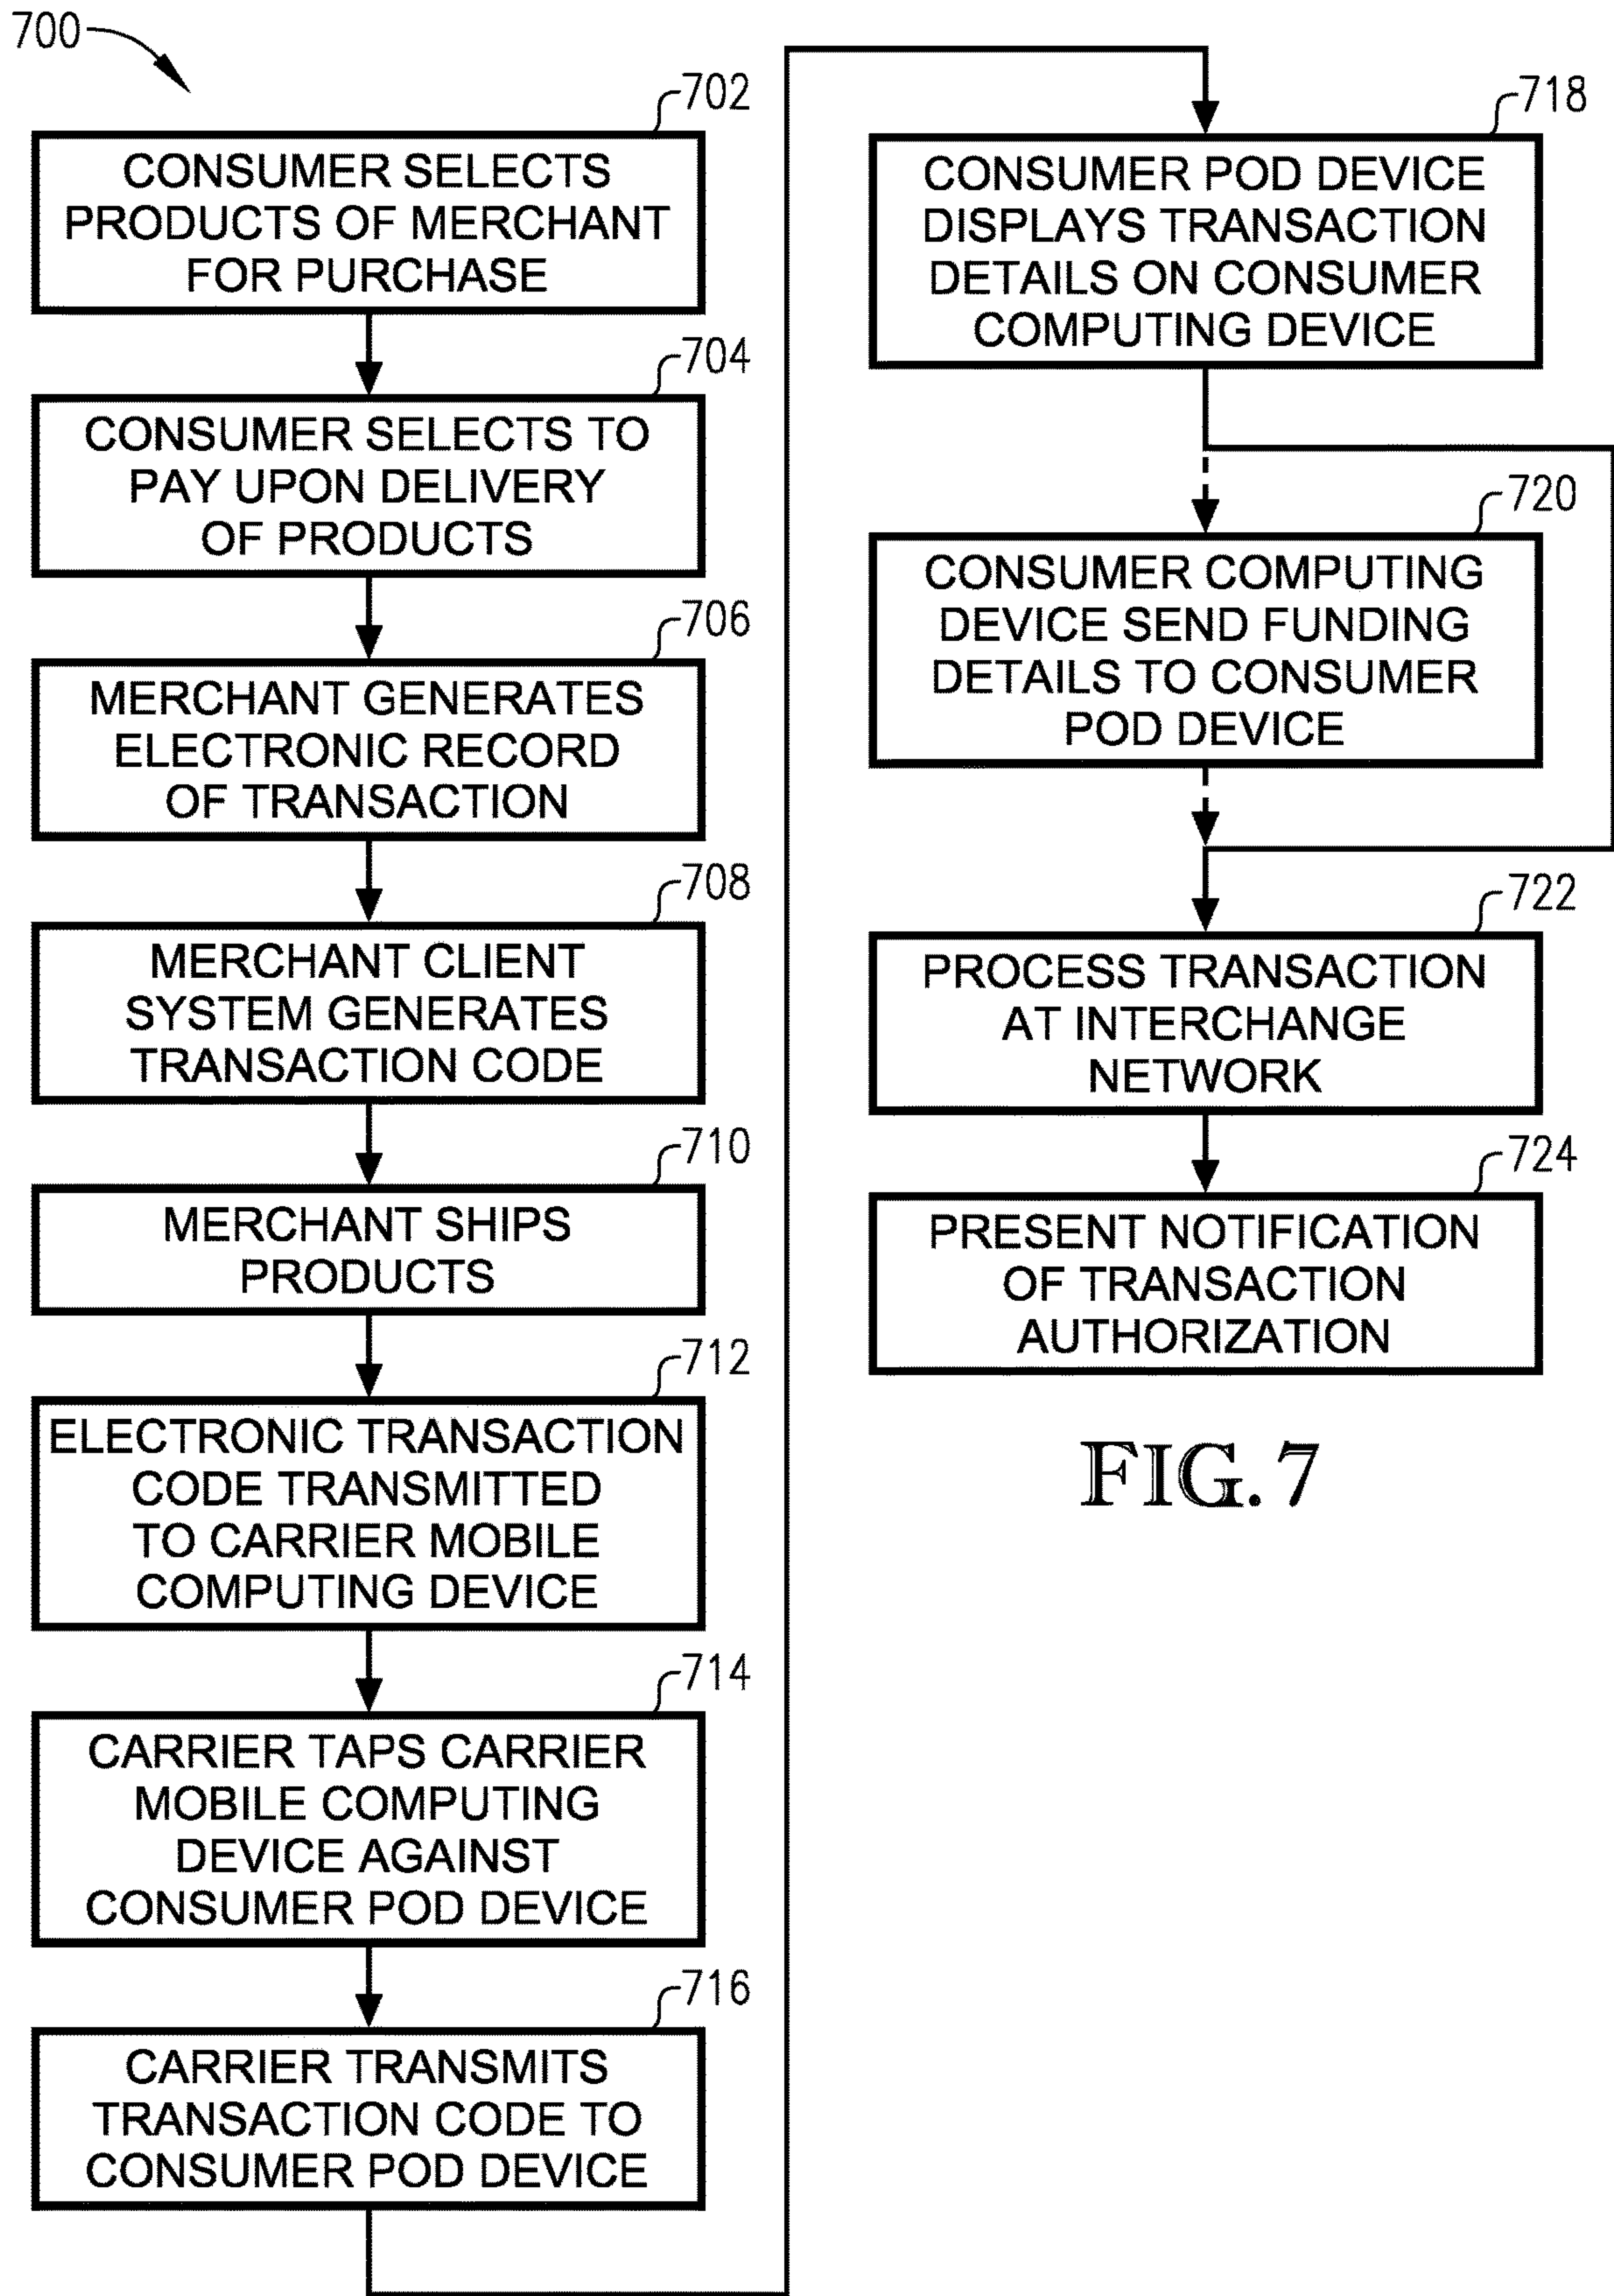 700
702
CONSUMER SELECTS
PRODUCTS OF MERCHANT
FOR PURCHASE
704
CONSUMER SELECTS TO
PAY UPON DELIVERY
OF PRODUCTS
706
MERCHANT GENERATES
ELECTRONIC RECORD
OF TRANSACTION
708
MERCHANT CLIENT
SYSTEM GENERATES
TRANSACTION CODE
710
MERCHANT SHIPS
PRODUCTS
712
ELECTRONIC TRANSACTION
CODE TRANSMITTED
TO CARRIER MOBILE
COMPUTING DEVICE
714
CARRIER TAPS CARRIER
MOBILE COMPUTING
DEVICE AGAINST
CONSUMER POD DEVICE
716
CARRIER TRANSMITS
TRANSACTION CODE TO
CONSUMER POD DEVICE
718
CONSUMER POD DEVICE
DISPLAYS TRANSACTION
DETAILS ON CONSUMER
COMPUTING DEVICE
720
CONSUMER COMPUTING
DEVICE SEND FUNDING
DETAILS TO CONSUMER
POD DEVICE
722
PROCESS TRANSACTION
AT INTERCHANGE
NETWORK
724
PRESENT NOTIFICATION
OF TRANSACTION
AUTHORIZATION
FIG. 7